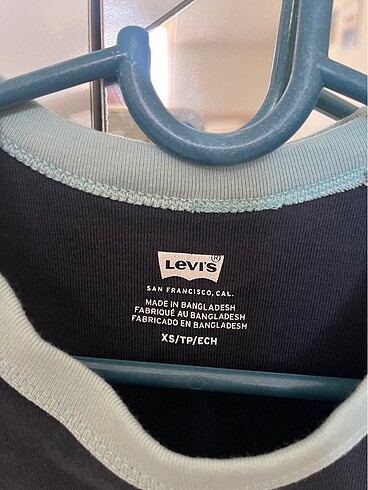 Levi's®
SAN FRANCISCO, CAL.
MADE IN BANGLADESH
FABRIQUÉ AU BANGLADESH
FABRICADO EN BANGLADESH
XS/TP/ECH